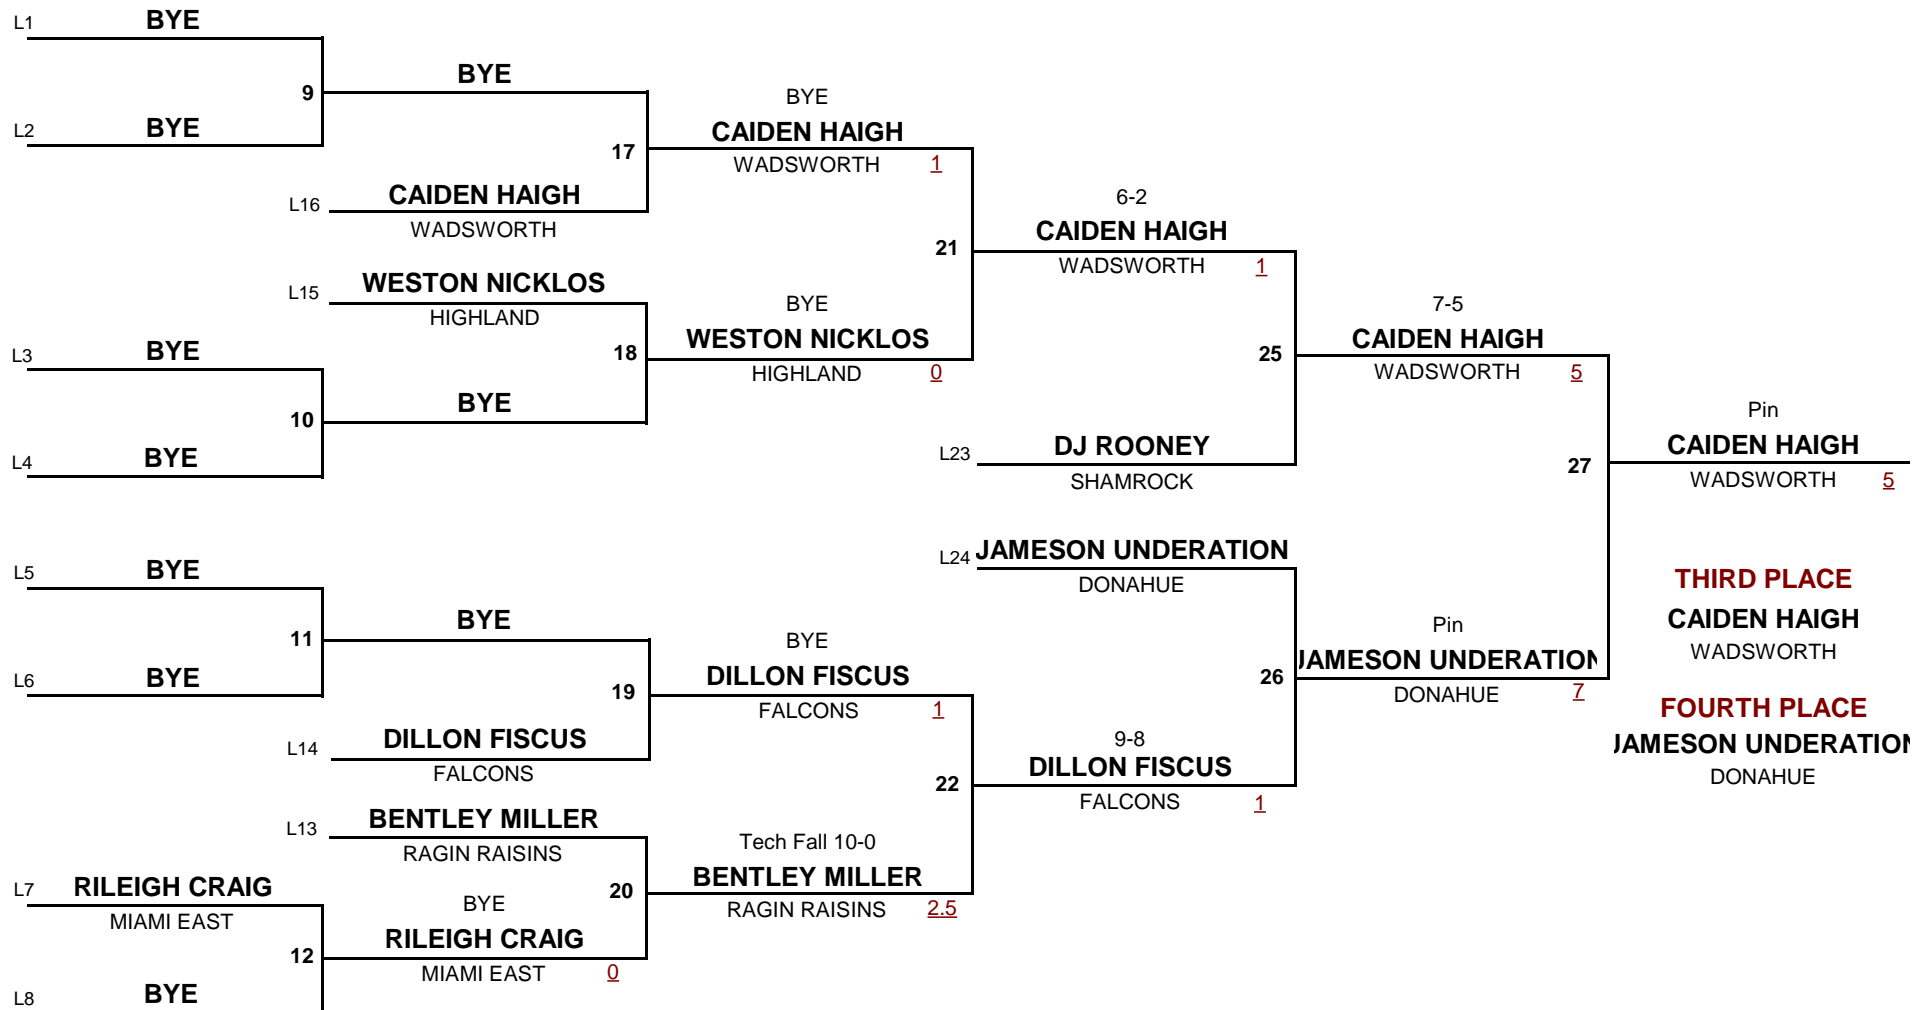 L1 BYE
9
L2 BYE
BYE
17
L16 CAIDEN HAIGH
WADSWORTH
BYE
CAIDEN HAIGH
WADSWORTH 1
L15 WESTON NICKLOS
HIGHLAND
18
L3 BYE
10
L4 BYE
BYE
BYE
WESTON NICKLOS
HIGHLAND 0
21
6-2
CAIDEN HAIGH
WADSWORTH 1
25
L23 DJ ROONEY
SHAMROCK
7-5
CAIDEN HAIGH
WADSWORTH 5
27
Pin
CAIDEN HAIGH
WADSWORTH 5
L5 BYE
11
L6 BYE
BYE
19
L14 DILLON FISCUS
FALCONS
BYE
DILLON FISCUS
FALCONS 1
22
L13 BENTLEY MILLER
RAGIN RAISINS
20
L7 RILEIGH CRAIG
MIAMI EAST
12
L8 BYE
BYE
RILEIGH CRAIG
MIAMI EAST 0
Tech Fall 10-0
BENTLEY MILLER
RAGIN RAISINS 2.5
9-8
DILLON FISCUS
FALCONS 1
L24 JAMESON UNDERATION
DONAHUE
26
Pin
JAMESON UNDERATION
DONAHUE 7
THIRD PLACE
CAIDEN HAIGH
WADSWORTH
FOURTH PLACE
JAMESON UNDERATION
DONAHUE